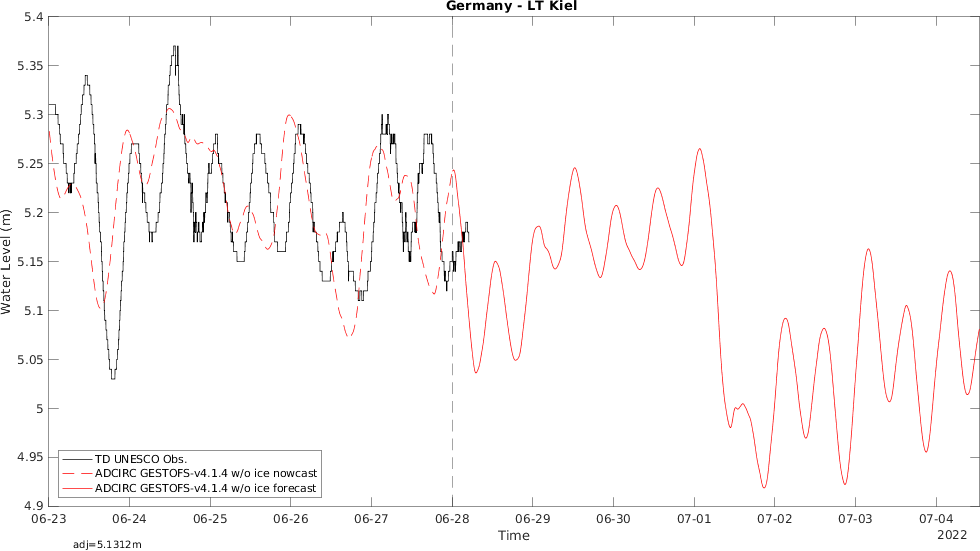 Germany - LT Kiel
5.4
5.35
5.3
5.25
5.2
5.15
5.1
5.05
5
4.95
4.9
Water Level (m)
TD UNESCO Obs.
ADCIRC GESTOFS-v4.1.4 w/o ice nowcast
ADCIRC GESTOFS-v4.1.4 w/o ice forecast
06-23 06-24 06-25 06-26 06-27 06-28 06-29 06-30 07-01 07-02 07-03 07-04
Time
2022
adj=5.1312m